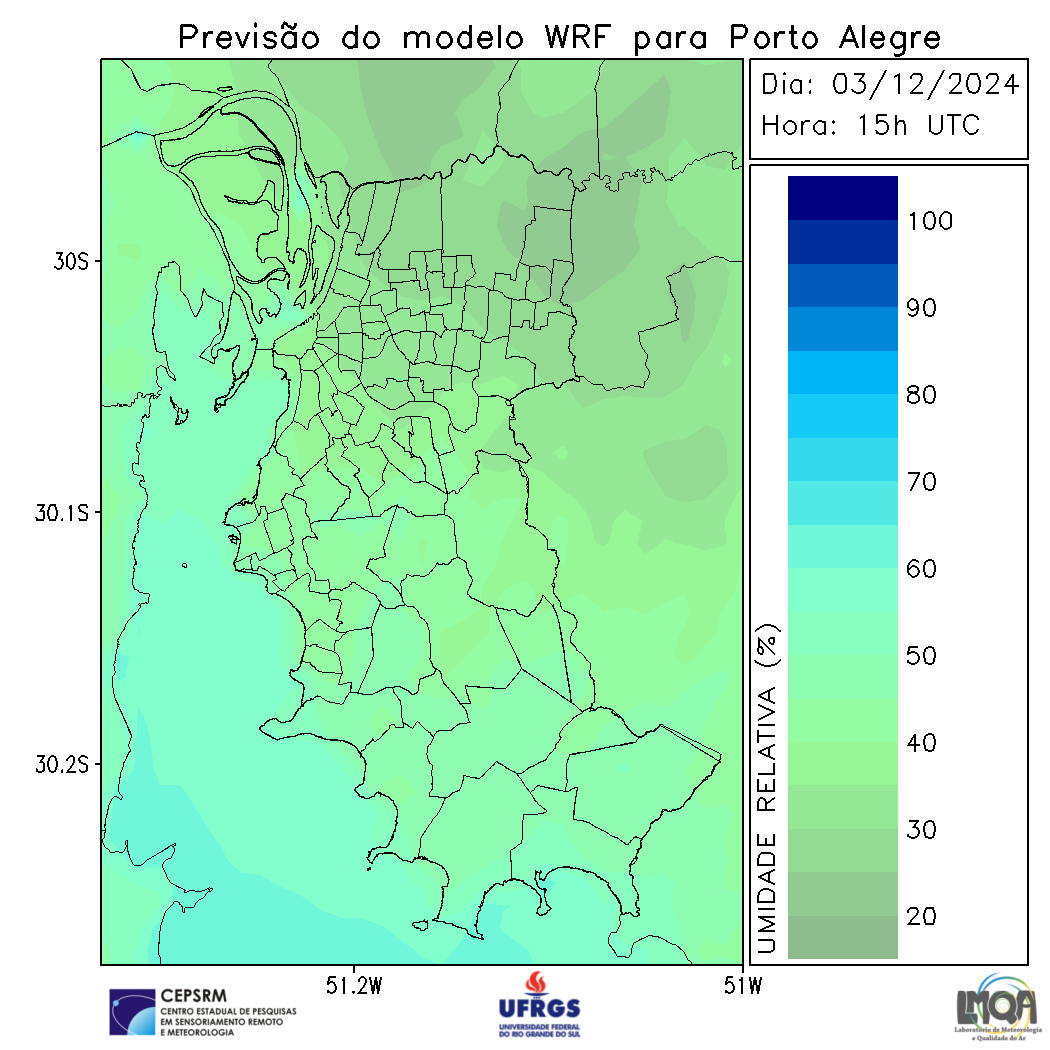 Previsão do modelo WRF para Porto Alegre
Dia: 03/12/2024
Hora: 15h UTC
30S
30.1S
30.2S
51.2W
51W
UMIDADE RELATIVA (%)
100
90
80
70
60
50
40
30
20
CEPSRM
CENTRO ESTADUAL DE PESQUISAS
EM SENSORIAMENTO REMOTO
E METEOROLOGIA
UFRGS
UNIVERSIDADE FEDERAL
DO RIO GRANDE DO SUL
LMQA
Laboratório de Meteorologia
e Qualidade do Ar